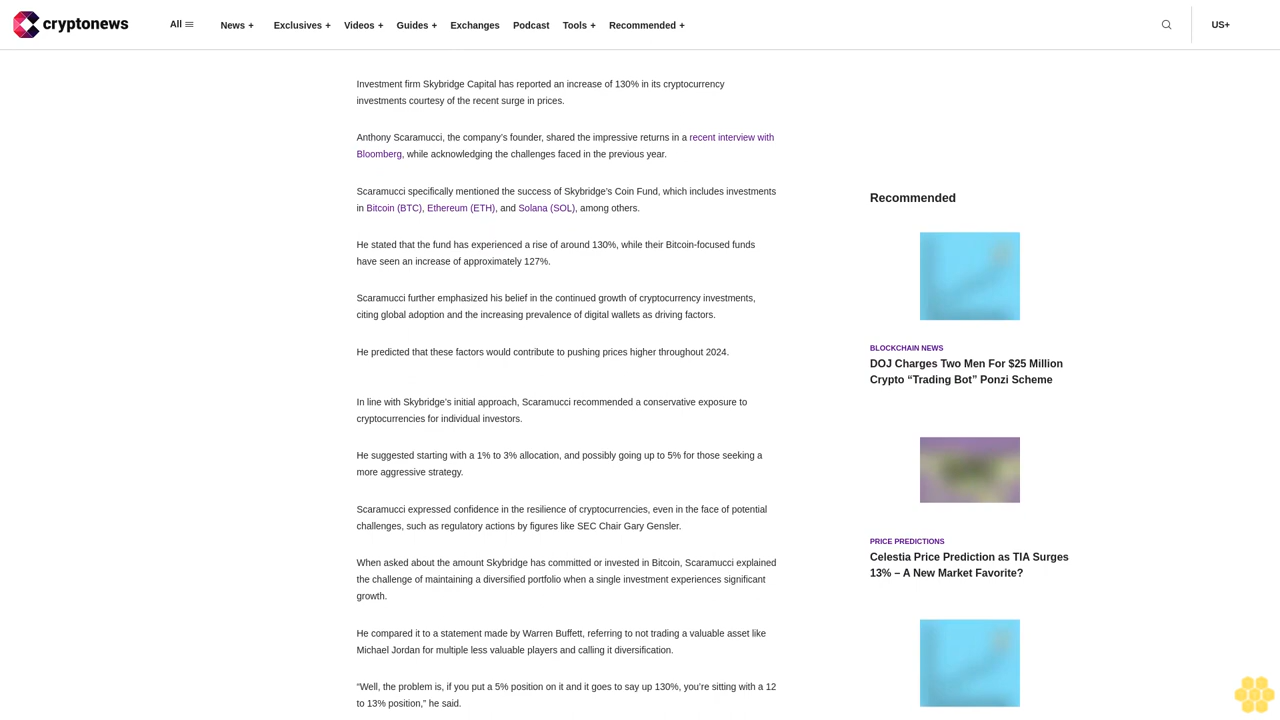 cryptonews
All
News +
Exclusives +
Videos +
Guides +
Exchanges
Podcast
Tools +
Recommended +
US+
Investment firm Skybridge Capital has reported an increase of 130% in its cryptocurrency
investments courtesy of the recent surge in prices.
Anthony Scaramucci, the company’s founder, shared the impressive returns in a recent interview with
Bloomberg, while acknowledging the challenges faced in the previous year.
Scaramucci specifically mentioned the success of Skybridge’s Coin Fund, which includes investments
in Bitcoin (BTC), Ethereum (ETH), and Solana (SOL), among others.
He stated that the fund has experienced a rise of around 130%, while their Bitcoin-focused funds
have seen an increase of approximately 127%.
Scaramucci further emphasized his belief in the continued growth of cryptocurrency investments,
citing global adoption and the increasing prevalence of digital wallets as driving factors.
He predicted that these factors would contribute to pushing prices higher throughout 2024.
In line with Skybridge’s initial approach, Scaramucci recommended a conservative exposure to
cryptocurrencies for individual investors.
He suggested starting with a 1% to 3% allocation, and possibly going up to 5% for those seeking a
more aggressive strategy.
Scaramucci expressed confidence in the resilience of cryptocurrencies, even in the face of potential
challenges, such as regulatory actions by figures like SEC Chair Gary Gensler.
When asked about the amount Skybridge has committed or invested in Bitcoin, Scaramucci explained
the challenge of maintaining a diversified portfolio when a single investment experiences significant
growth.
He compared it to a statement made by Warren Buffett, referring to not trading a valuable asset like
Michael Jordan for multiple less valuable players and calling it diversification.
“Well, the problem is, if you put a 5% position on it and it goes to say up 130%, you’re sitting with a 12
to 13% position,” he said.
Recommended
BLOCKCHAIN NEWS
DOJ Charges Two Men For $25 Million
Crypto “Trading Bot” Ponzi Scheme
PRICE PREDICTIONS
Celestia Price Prediction as TIA Surges
13% – A New Market Favorite?